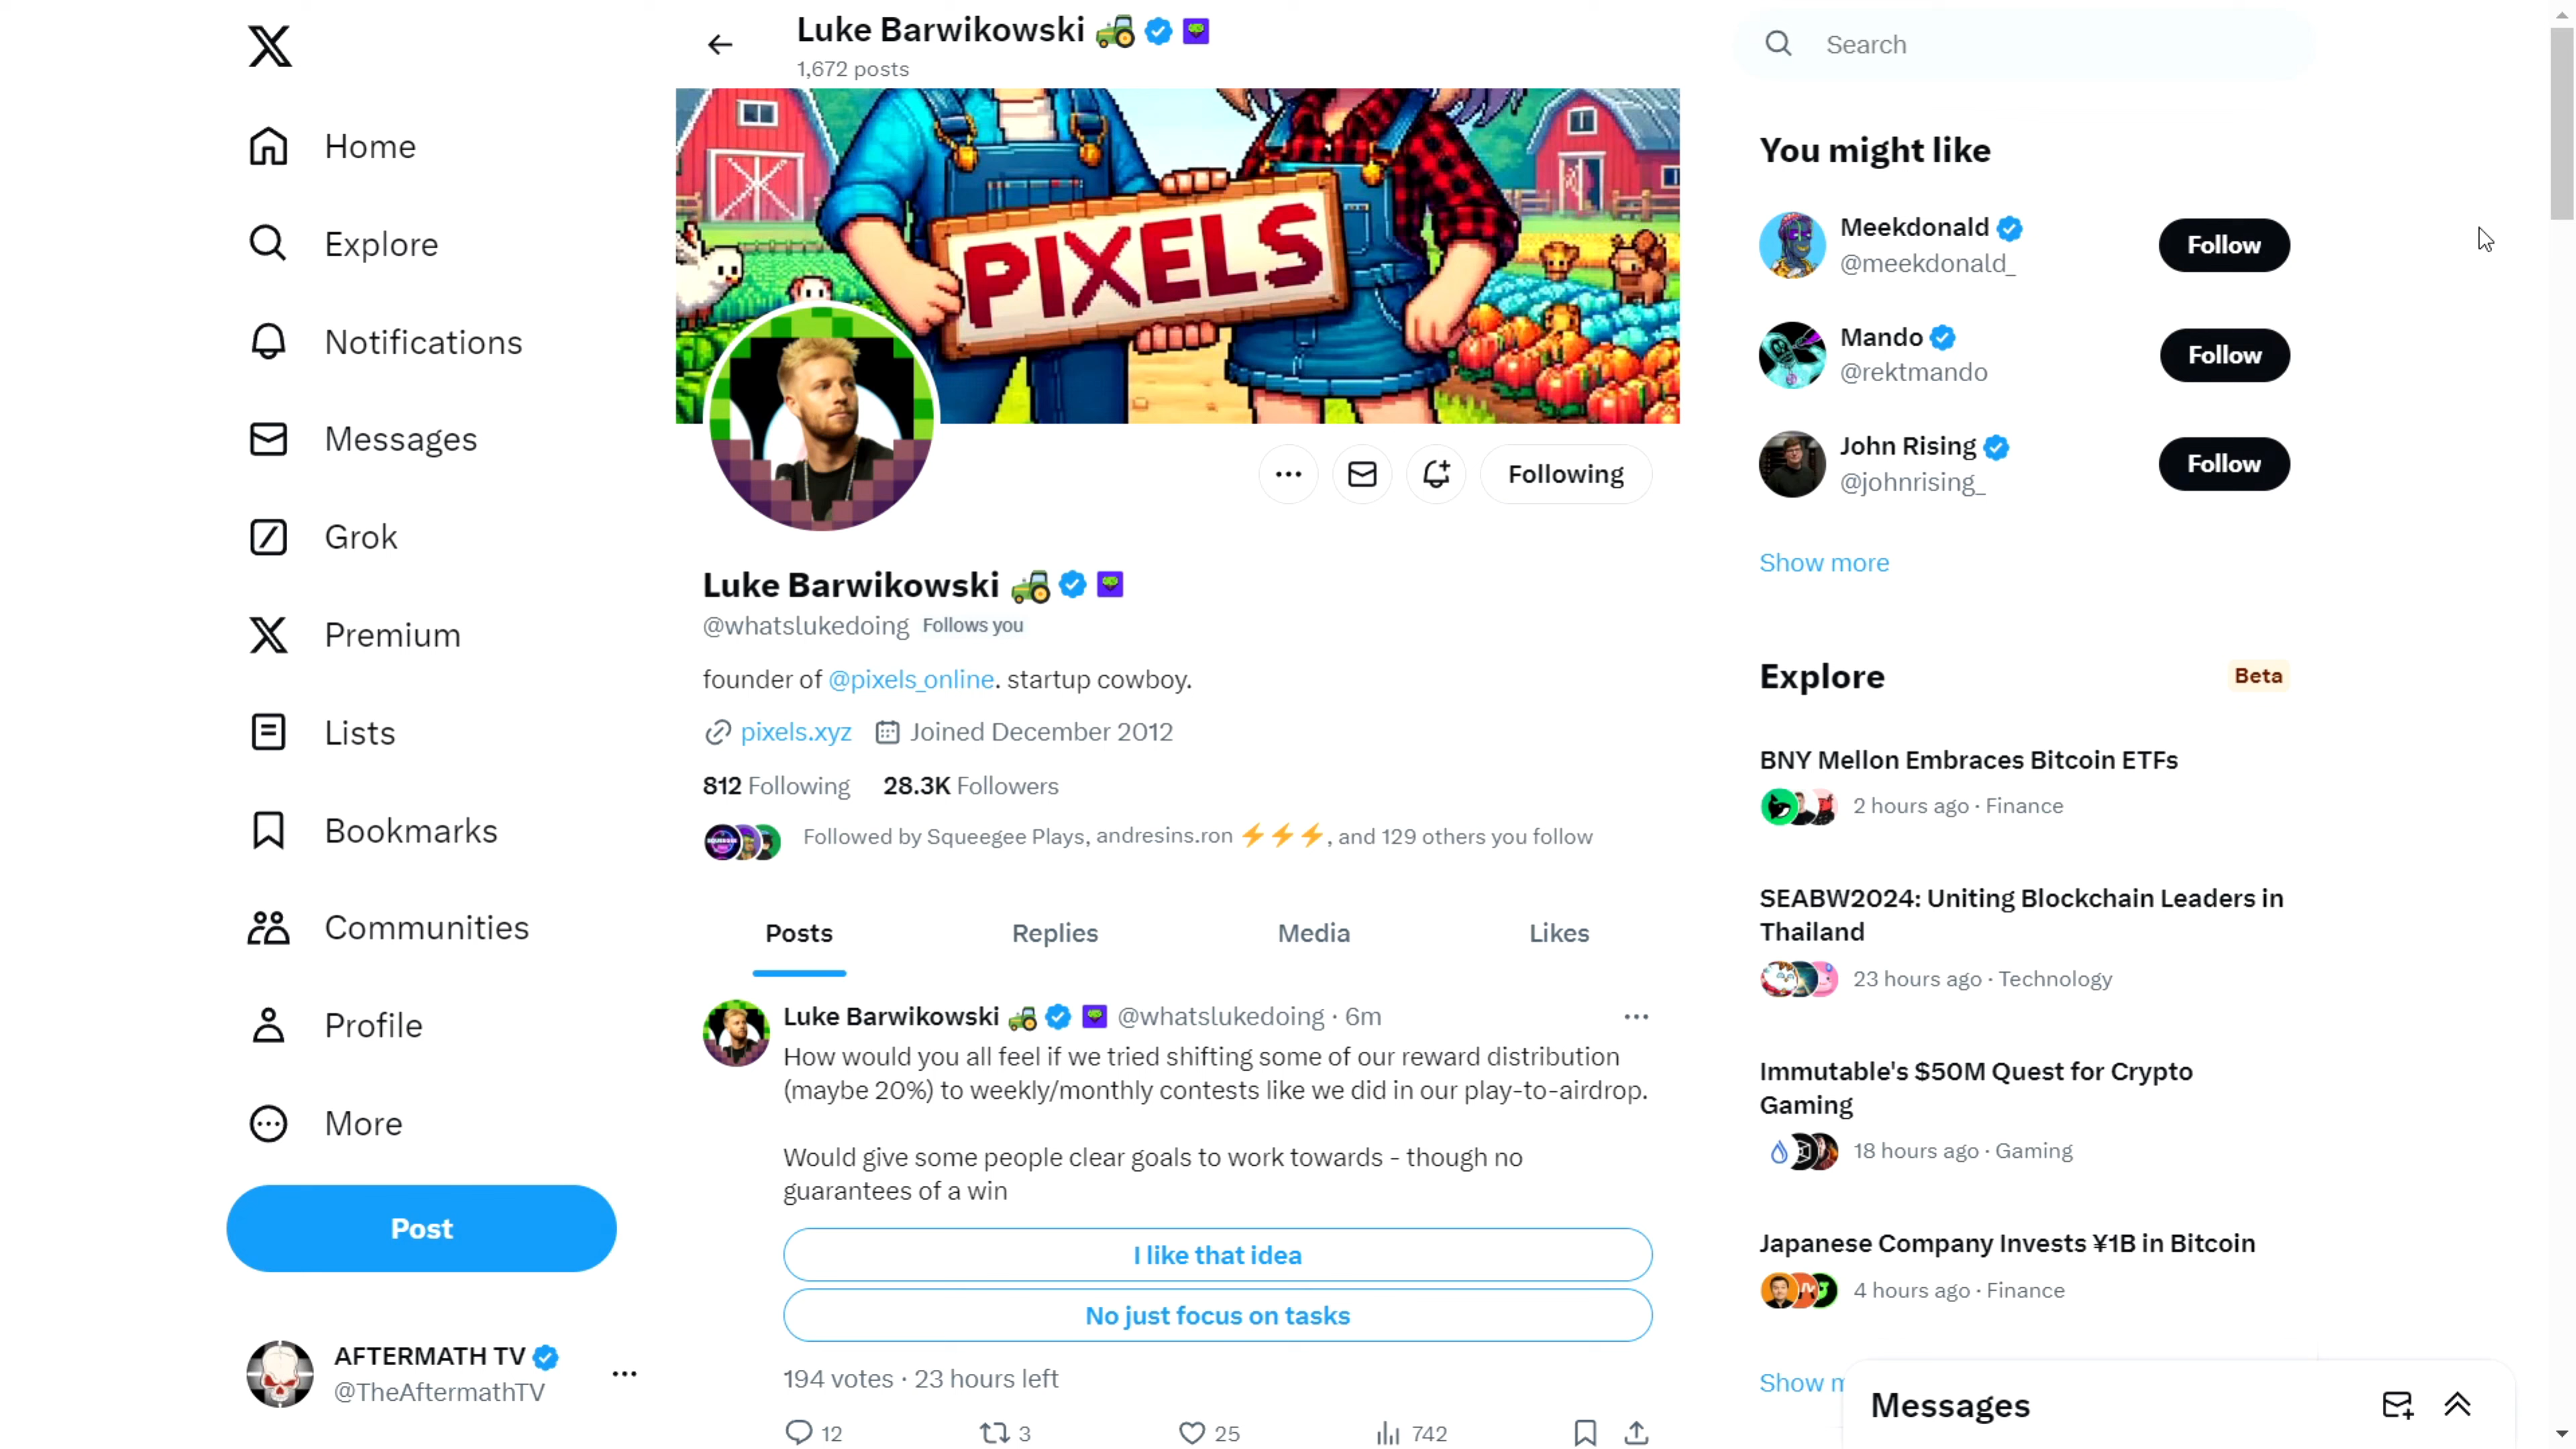 Home
Explore
Notifications
Messages
Grok
Premium
Lists
Bookmarks
Communities
Profile
More
Post
AFTERMATH TV
@TheAftermathTV
Luke Barwikowski
1,672 posts
PIXELS
Following
Luke Barwikowski
@whatslukedoing Follows you
founder of @pixels_online. startup cowboy.
pixels.xyz Joined December 2012
812 Following 28.3K Followers
Followed by Squeegee Plays, andresins.ron ⚡⚡⚡, and 129 others you follow
Posts Replies Media Likes
Luke Barwikowski @whatslukedoing · 6m
How would you all feel if we tried shifting some of our reward distribution
(maybe 20%) to weekly/monthly contests like we did in our play-to-airdrop.
Would give some people clear goals to work towards - though no
guarantees of a win
I like that idea
No just focus on tasks
194 votes · 23 hours left
12 3 25 742
Search
You might like
Meekdonald
@meekdonald_
Follow
Mando
@rektmando
Follow
John Rising
@johnrising_
Follow
Show more
Explore Beta
BNY Mellon Embraces Bitcoin ETFs
2 hours ago · Finance
SEABW2024: Uniting Blockchain Leaders in
Thailand
23 hours ago · Technology
Immutable's $50M Quest for Crypto
Gaming
18 hours ago · Gaming
Japanese Company Invests ¥1B in Bitcoin
4 hours ago · Finance
Show
Messages